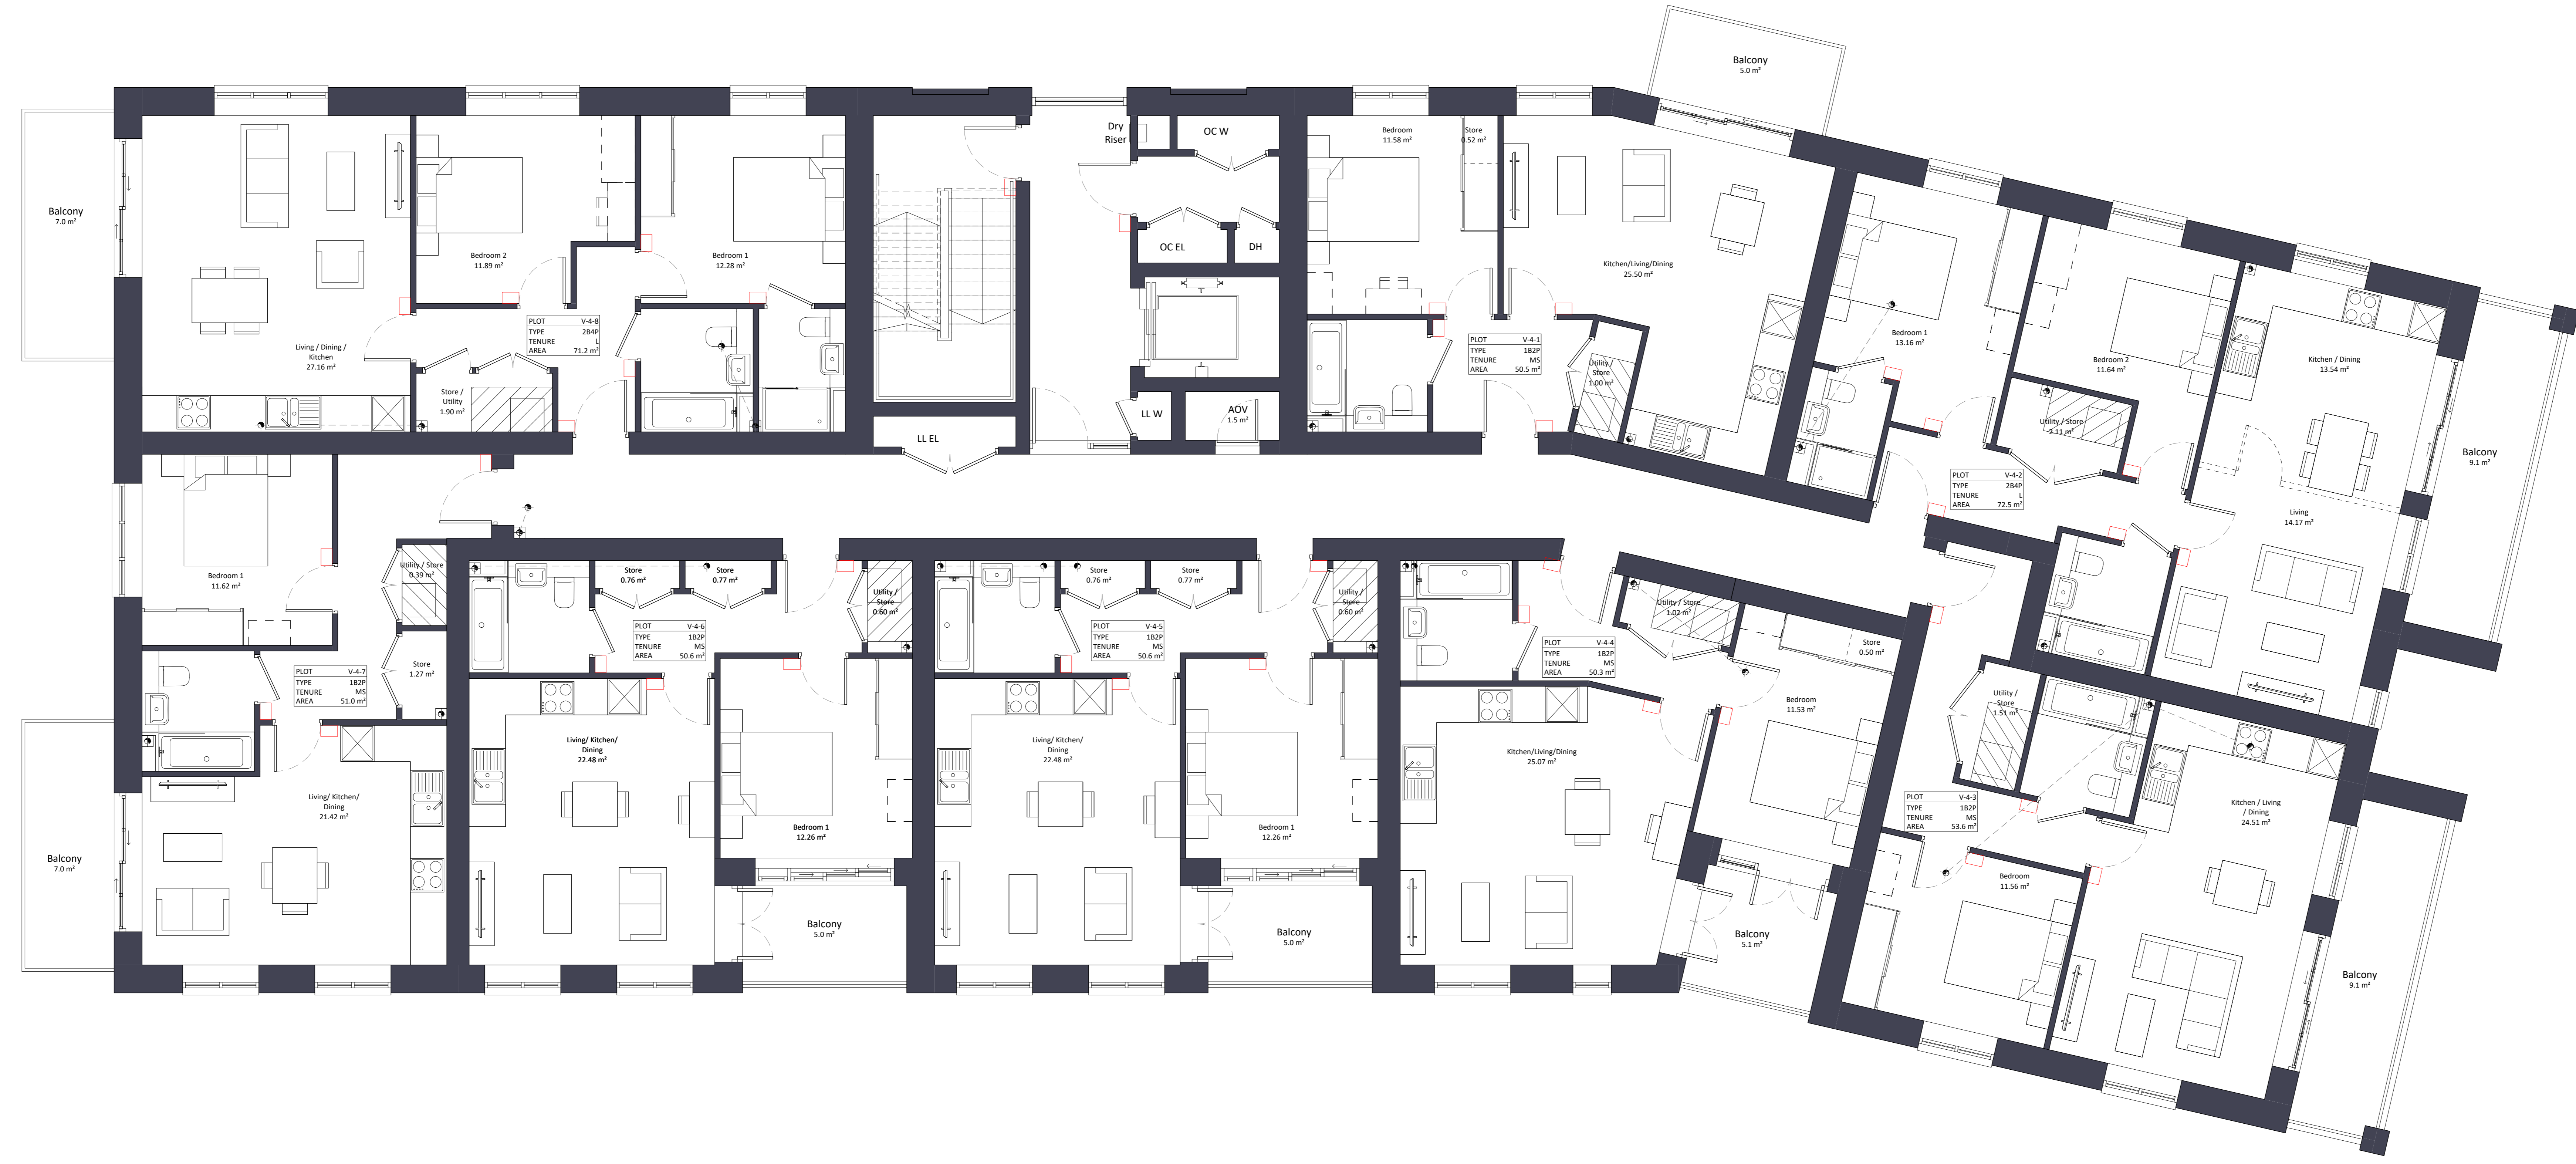 Balcony
5.0 m²
Balcony
7.0 m²
Living / Dining /
Kitchen
27.16 m²
Bedroom 2
11.89 m²
Bedroom 1
12.28 m²
PLOT V-4-8
TYPE 2B4P
TENURE L
AREA 71.2 m²
Store /
Utility
1.90 m²
Dry
Riser
OC W
OC EL
DH
LL EL
LL W
AOV
1.5 m²
Bedroom
11.58 m²
Store
0.52 m²
Kitchen/Living/Dining
25.50 m²
PLOT V-4-1
TYPE 1B2P
TENURE MS
AREA 50.5 m²
Utility /
Store
1.00 m²
Bedroom 1
13.16 m²
Bedroom 2
11.64 m²
Kitchen / Dining
13.54 m²
Utility / Store
2.11 m²
PLOT V-4-2
TYPE 2B4P
TENURE L
AREA 72.5 m²
Living
14.17 m²
Balcony
9.1 m²
Bedroom 1
11.62 m²
Utility / Store
0.39 m²
Store
1.27 m²
PLOT V-4-7
TYPE 1B2P
TENURE MS
AREA 51.0 m²
Living/ Kitchen/
Dining
21.42 m²
Balcony
7.0 m²
Store
0.76 m²
Store
0.77 m²
Utility /
Store
0.60 m²
PLOT V-4-6
TYPE 1B2P
TENURE MS
AREA 50.6 m²
Living/ Kitchen/
Dining
22.48 m²
Bedroom 1
12.26 m²
Balcony
5.0 m²
Store
0.76 m²
Store
0.77 m²
Utility /
Store
0.60 m²
PLOT V-4-5
TYPE 1B2P
TENURE MS
AREA 50.6 m²
Living/ Kitchen/
Dining
22.48 m²
Bedroom 1
12.26 m²
Balcony
5.0 m²
Utility / Store
1.02 m²
PLOT V-4-4
TYPE 1B2P
TENURE MS
AREA 50.3 m²
Store
0.50 m²
Bedroom
11.53 m²
Kitchen/Living/Dining
25.07 m²
Balcony
5.1 m²
Utility /
Store
1.51 m²
PLOT V-4-3
TYPE 1B2P
TENURE MS
AREA 53.6 m²
Kitchen / Living
/ Dining
24.51 m²
Bedroom
11.56 m²
Balcony
9.1 m²